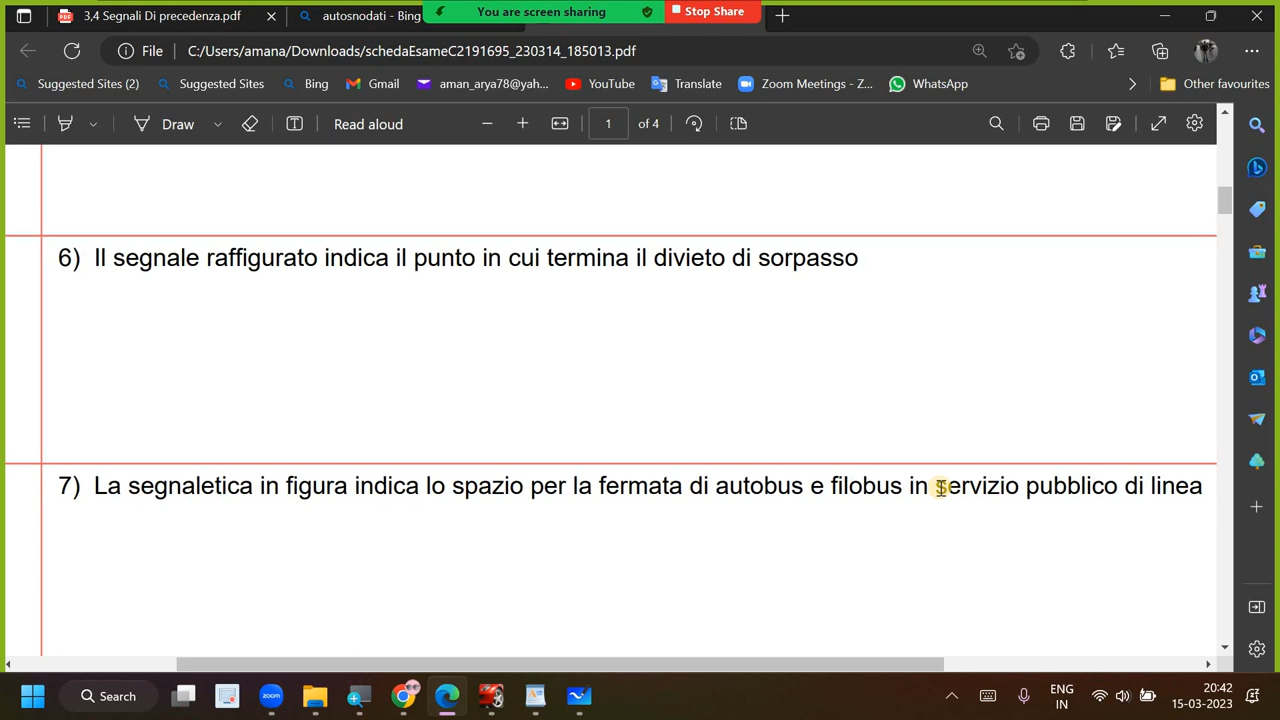 3,4 Segnali Di precedenza.pdf
autosnodati - Bing
You are screen sharing
Stop Share
File
C:/Users/amana/Downloads/schedaEsameC2191695_230314_185013.pdf
Suggested Sites (2)
Suggested Sites
Bing
Gmail
aman_arya78@yah...
YouTube
Translate
Zoom Meetings - Z...
WhatsApp
Other favourites
Draw
Read aloud
1 of 4
6) Il segnale raffigurato indica il punto in cui termina il divieto di sorpasso
7) La segnaletica in figura indica lo spazio per la fermata di autobus e filobus in servizio pubblico di linea
Search
zoom
ENG
IN
20:42
15-03-2023